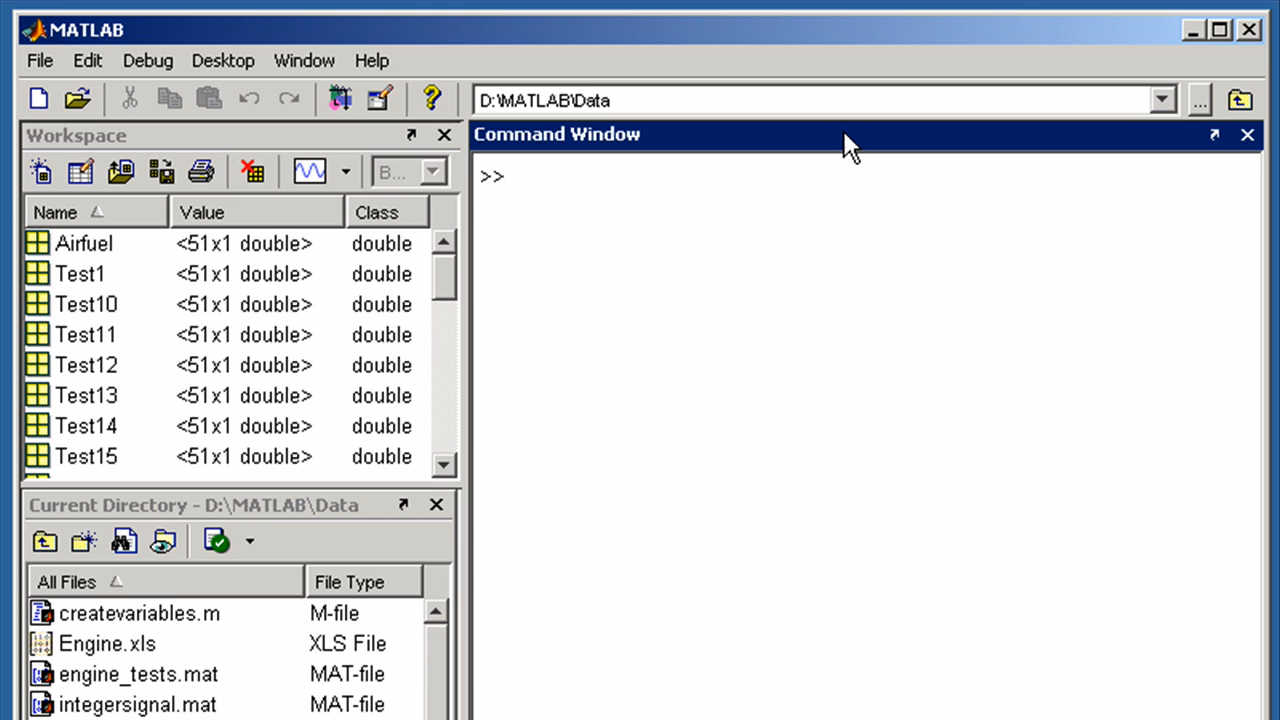 MATLAB
File Edit Debug Desktop Window Help
D:\MATLAB\Data
...
Workspace
B...
Name Value Class
Airfuel <51x1 double> double
Test1 <51x1 double> double
Test10 <51x1 double> double
Test11 <51x1 double> double
Test12 <51x1 double> double
Test13 <51x1 double> double
Test14 <51x1 double> double
Test15 <51x1 double> double
Current Directory - D:\MATLAB\Data
All Files File Type
createvariables.m M-file
Engine.xls XLS File
engine_tests.mat MAT-file
integersignal.mat MAT-file
Command Window
>>